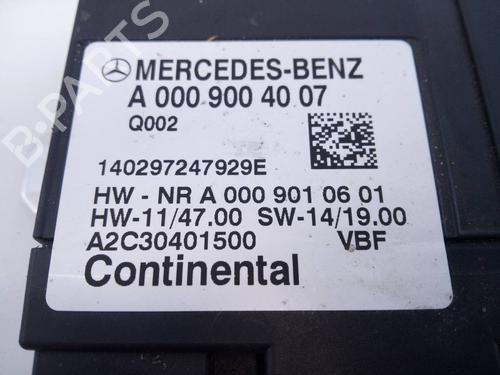 MERCEDES-BENZ
A 000 900 40 07
Q002
140297247929E
HW - NR A 000 901 06 01
HW-11/47.00 SW-14/19.00
A2C30401500 VBF
Continental